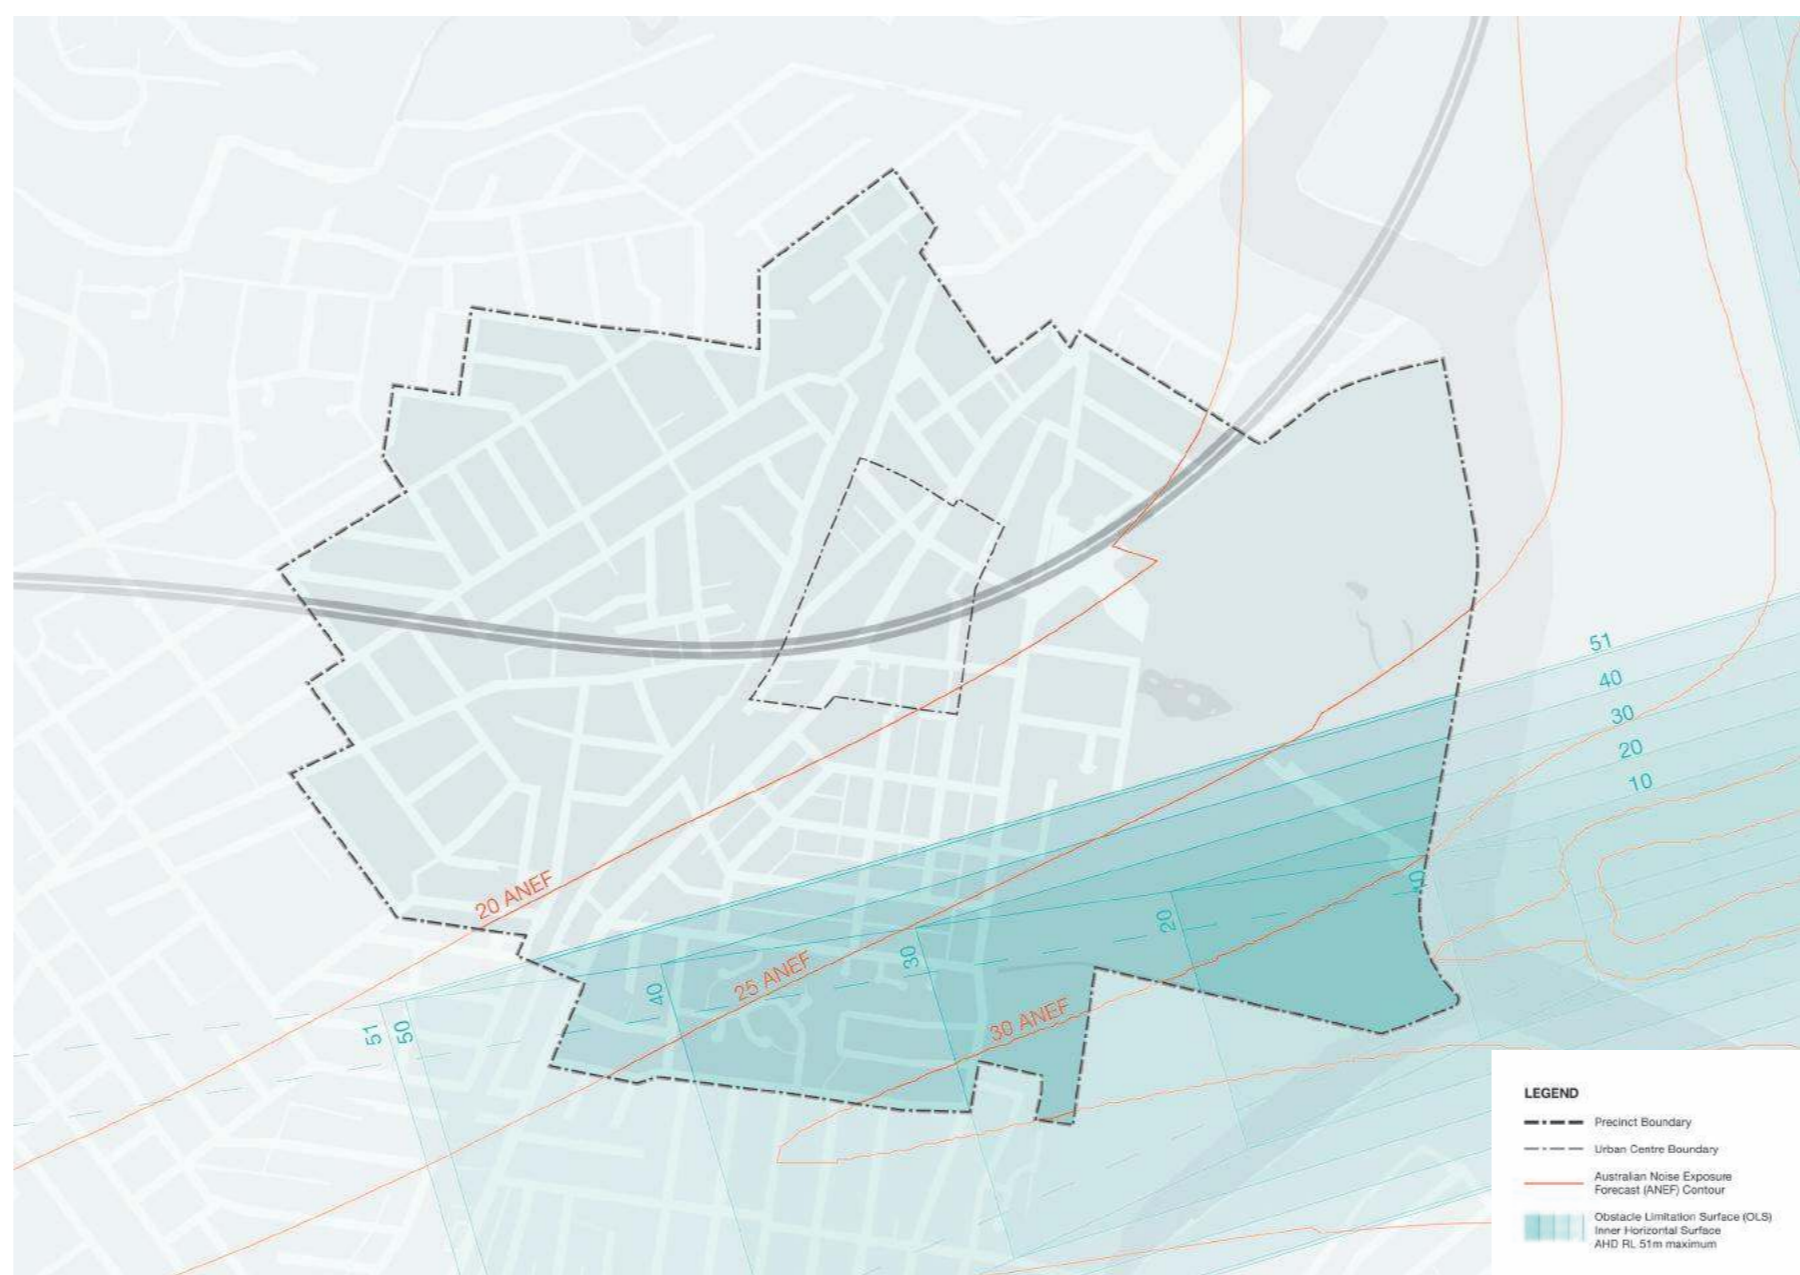 51
40
30
20
10
20 ANEF
10
20
30
40
25 ANEF
51
50
30 ANEF
LEGEND
Precinct Boundary
Urban Centre Boundary
Australian Noise Exposure
Forecast (ANEF) Contour
Obstacle Limitation Surface (OLS)
Inner Horizontal Surface
AHD RL 51m maximum